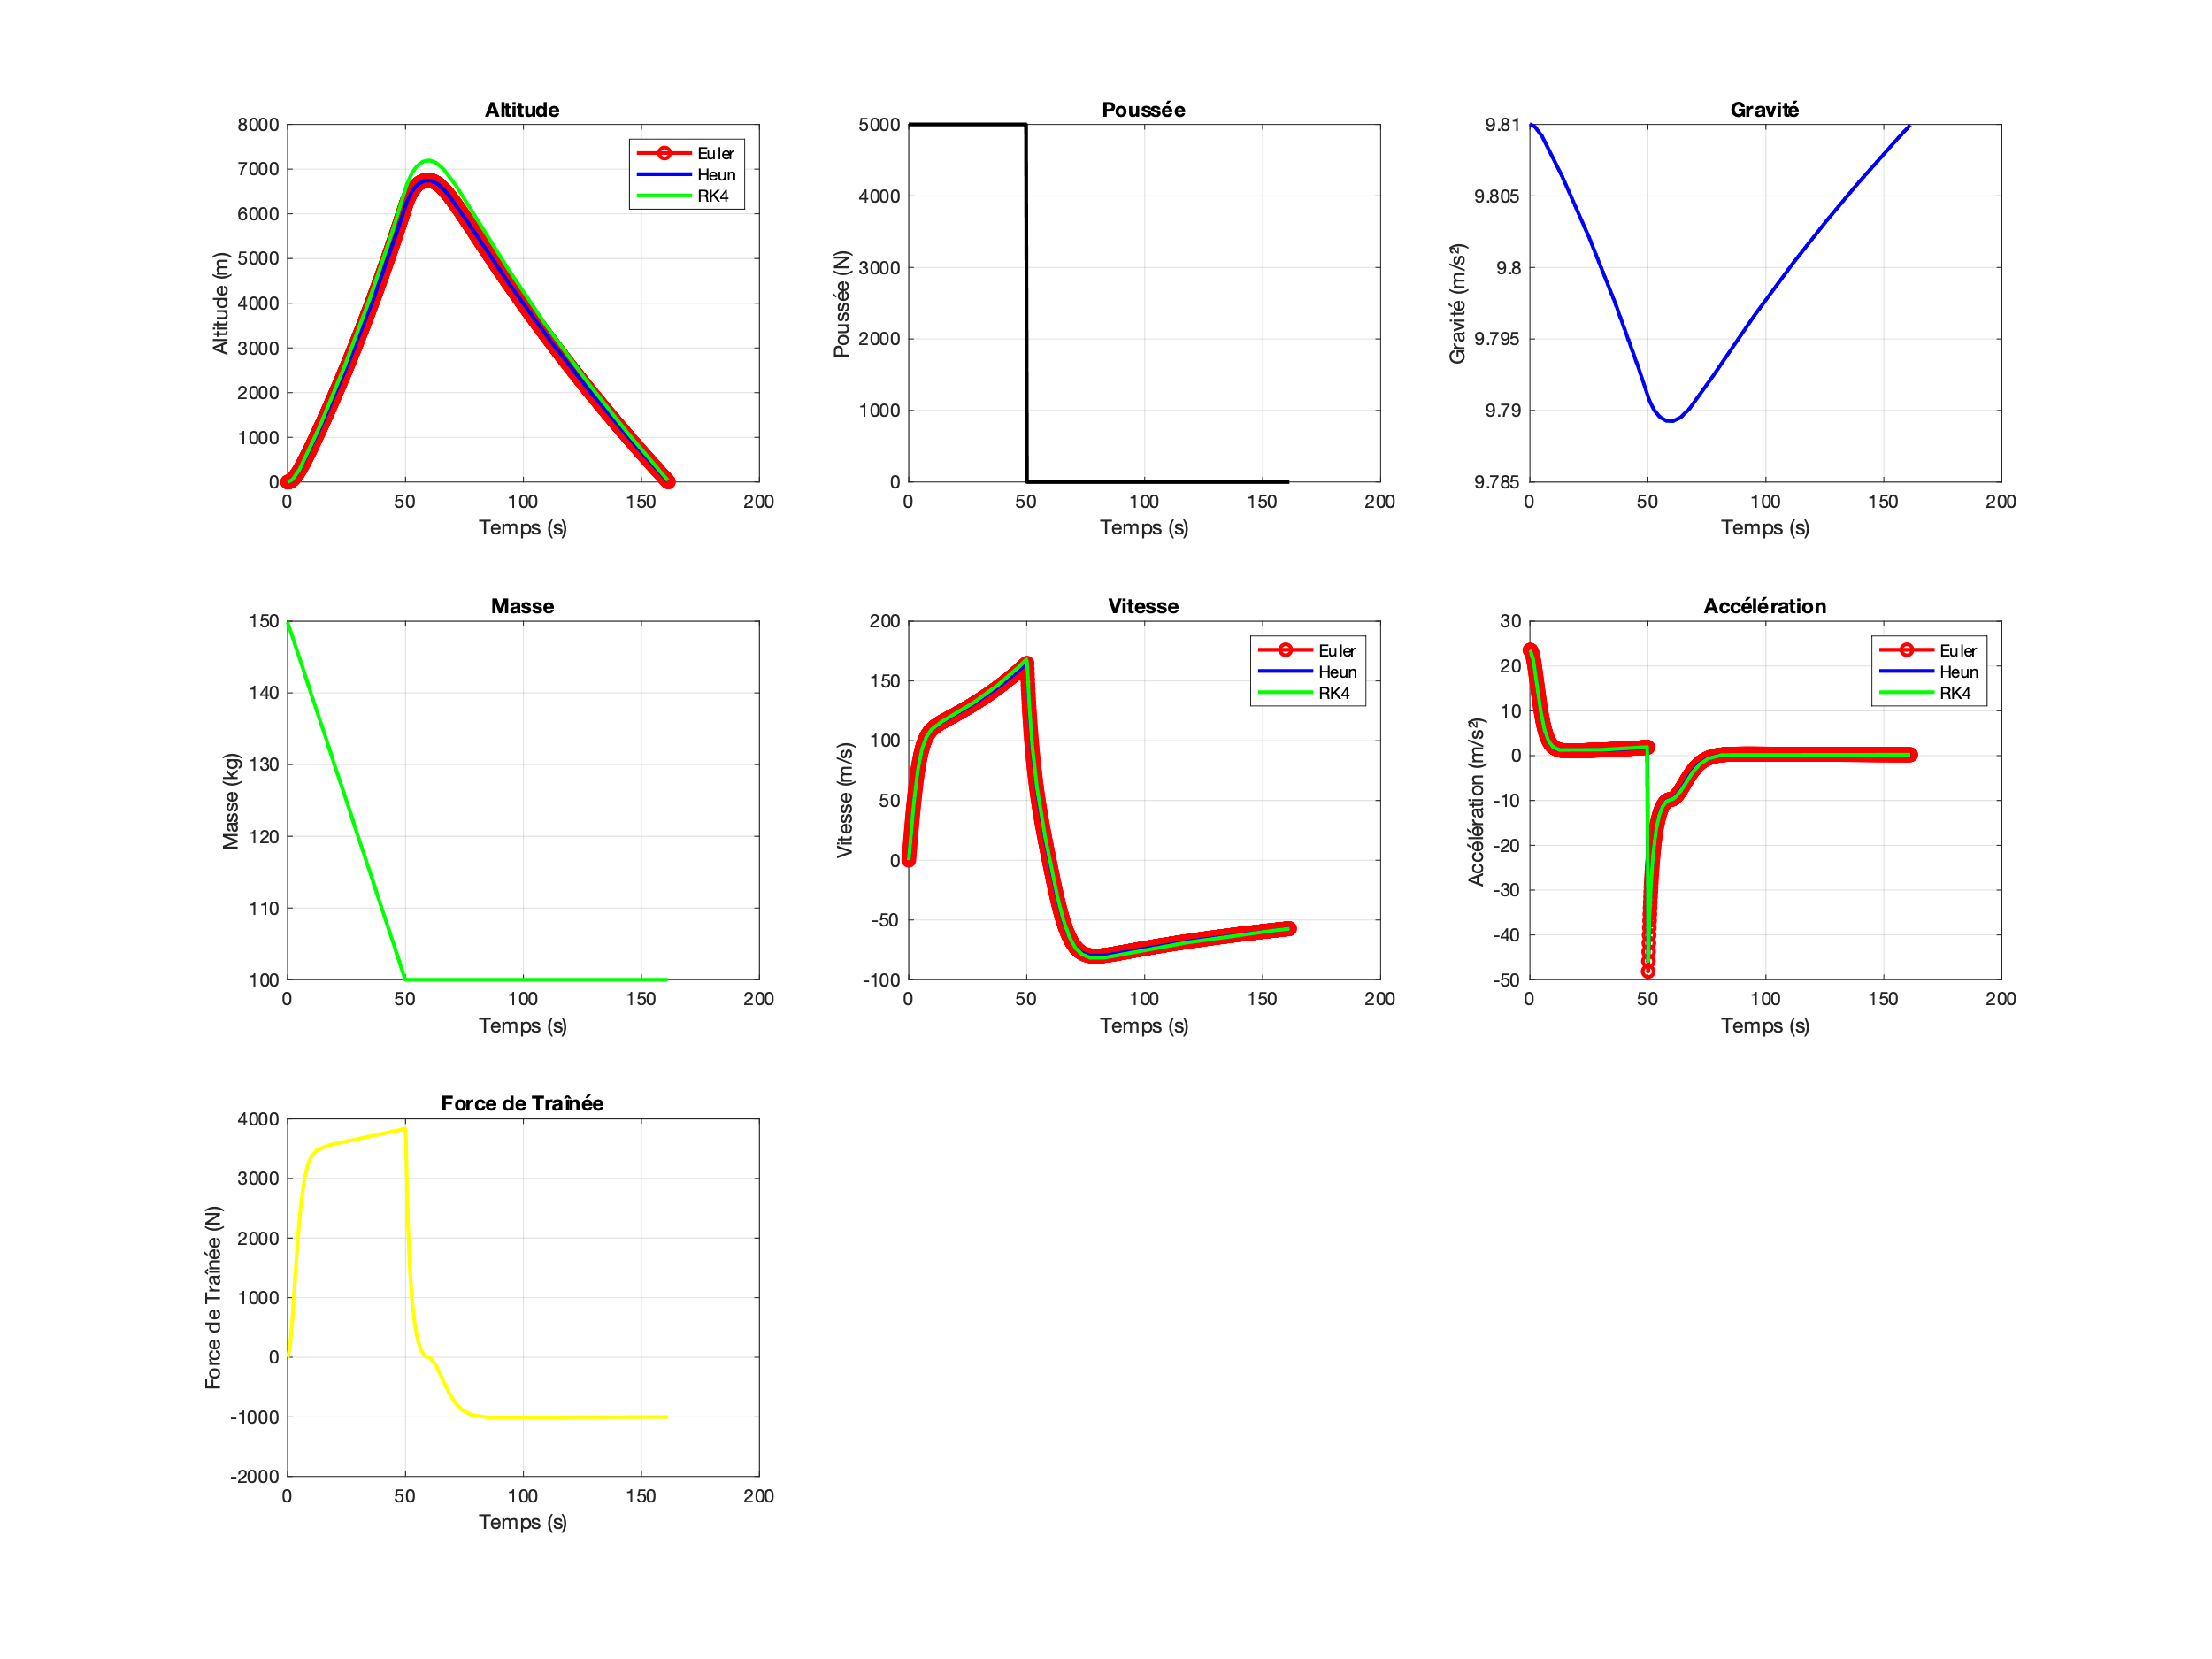 Altitude
8000
7000
6000
5000
4000
3000
2000
1000
0
Altitude (m)
0 50 100 150 200
Temps (s)
Euler
Heun
RK4
Poussée
5000
4000
3000
2000
1000
0
Poussée (N)
0 50 100 150 200
Temps (s)
Gravité
9.81
9.805
9.8
9.795
9.79
9.785
Gravité (m/s²)
0 50 100 150 200
Temps (s)
Masse
150
140
130
120
110
100
Masse (kg)
0 50 100 150 200
Temps (s)
Vitesse
200
150
100
50
0
-50
-100
Vitesse (m/s)
0 50 100 150 200
Temps (s)
Euler
Heun
RK4
Accélération
30
20
10
0
-10
-20
-30
-40
-50
Accélération (m/s²)
0 50 100 150 200
Temps (s)
Euler
Heun
RK4
Force de Traînée
4000
3000
2000
1000
0
-1000
-2000
Force de Traînée (N)
0 50 100 150 200
Temps (s)